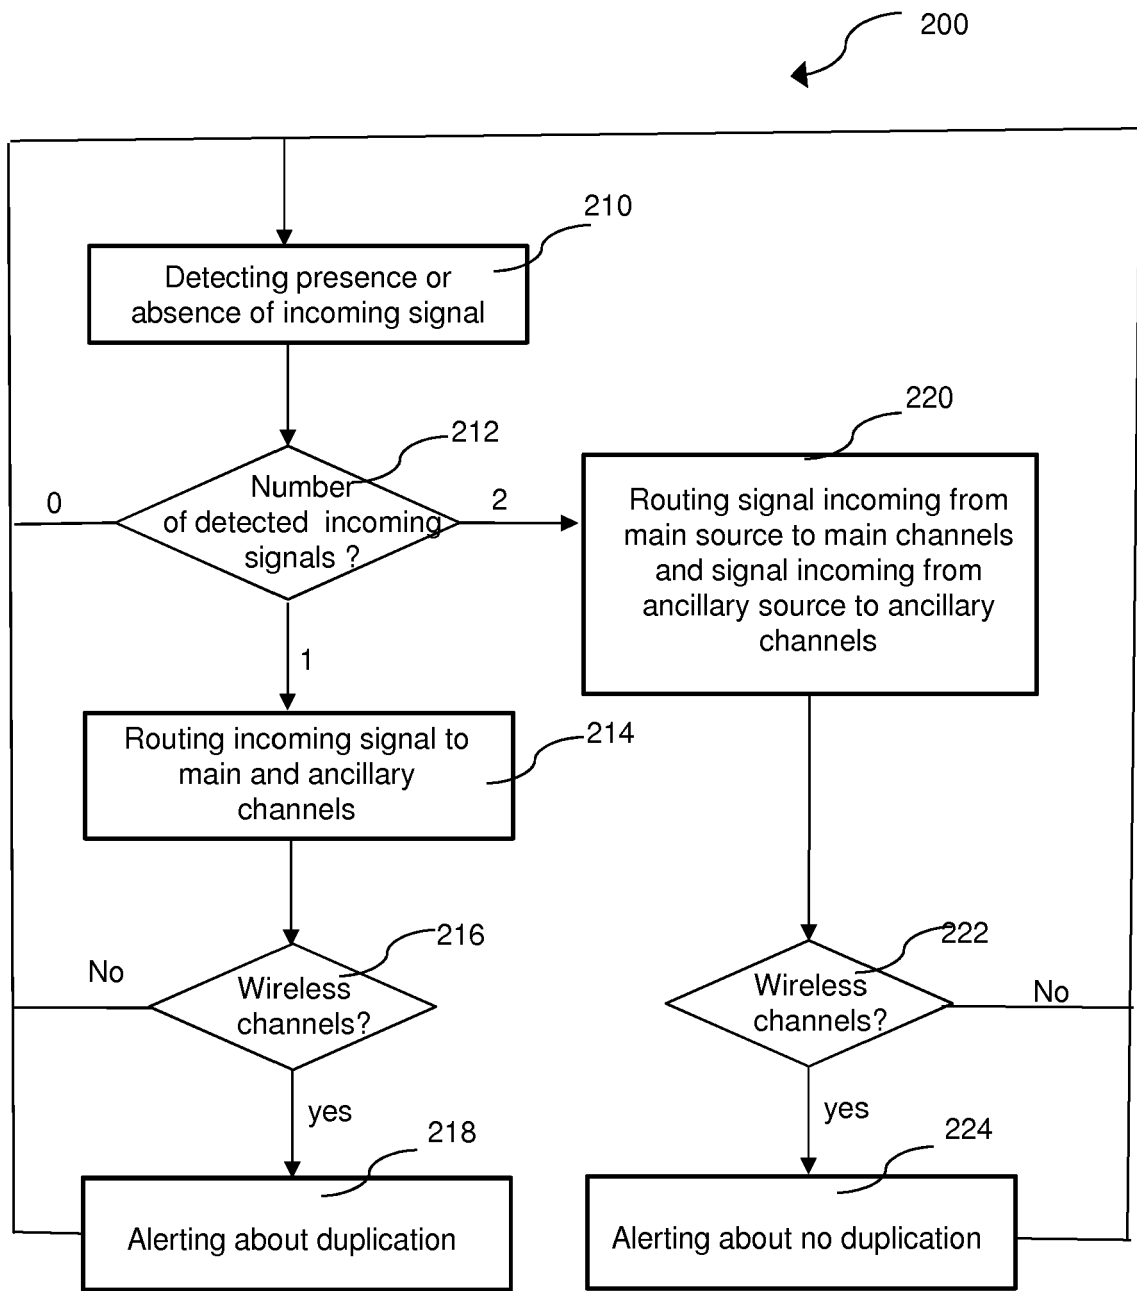 200
210
Detecting presence or
absence of incoming signal
212
Number
of detected incoming
signals ?
0
2
1
220
Routing signal incoming from
main source to main channels
and signal incoming from
ancillary source to ancillary
channels
Routing incoming signal to
main and ancillary
channels
214
216
Wireless
channels?
No
yes
222
Wireless
channels?
No
yes
218
Alerting about duplication
224
Alerting about no duplication